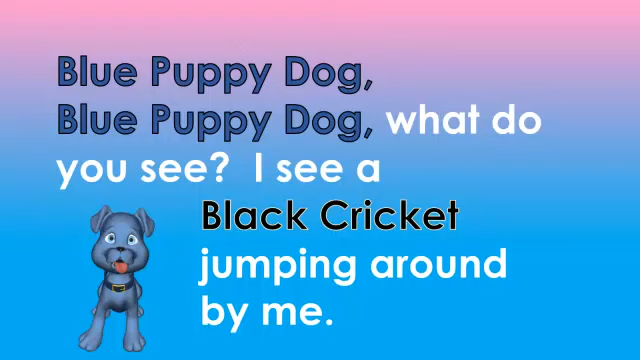 Blue Puppy Dog,
Blue Puppy Dog, what do
you see?  I see a
Black Cricket
jumping around
by me.